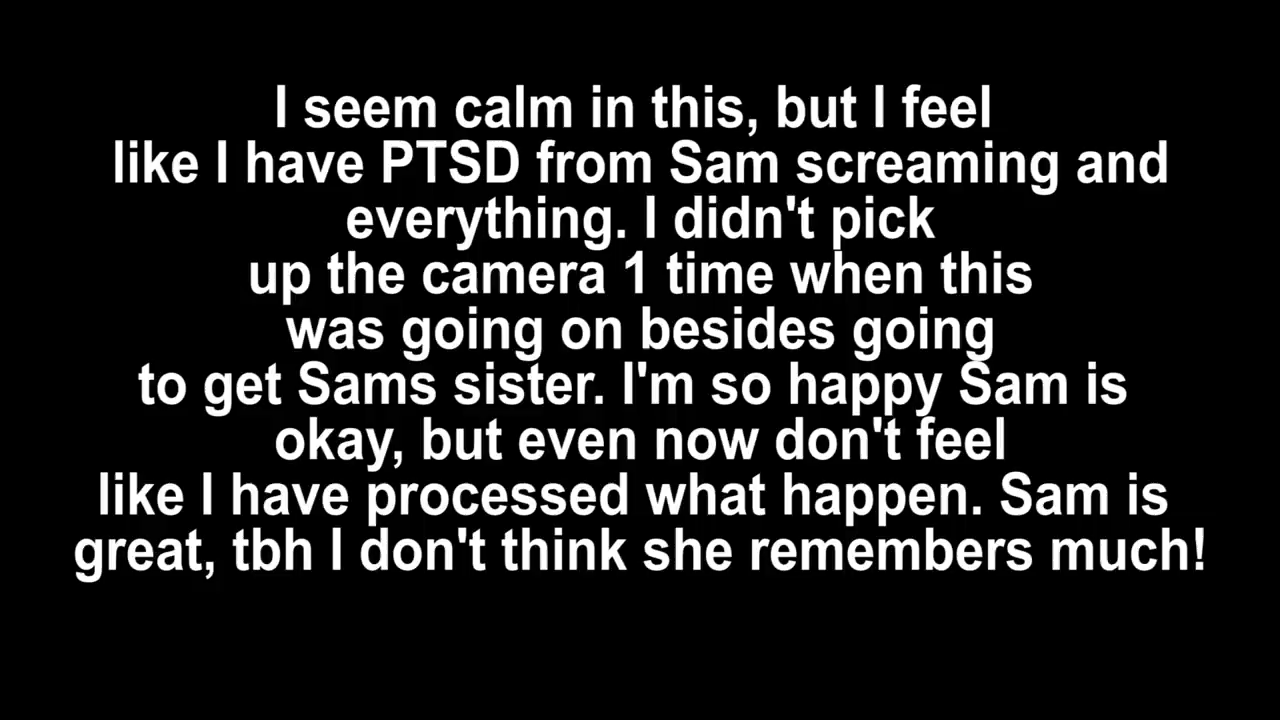 I seem calm in this, but I feel
like I have PTSD from Sam screaming and
everything. I didn't pick
up the camera 1 time when this
was going on besides going
to get Sams sister. I'm so happy Sam is
okay, but even now don't feel
like I have processed what happen. Sam is
great, tbh I don't think she remembers much!